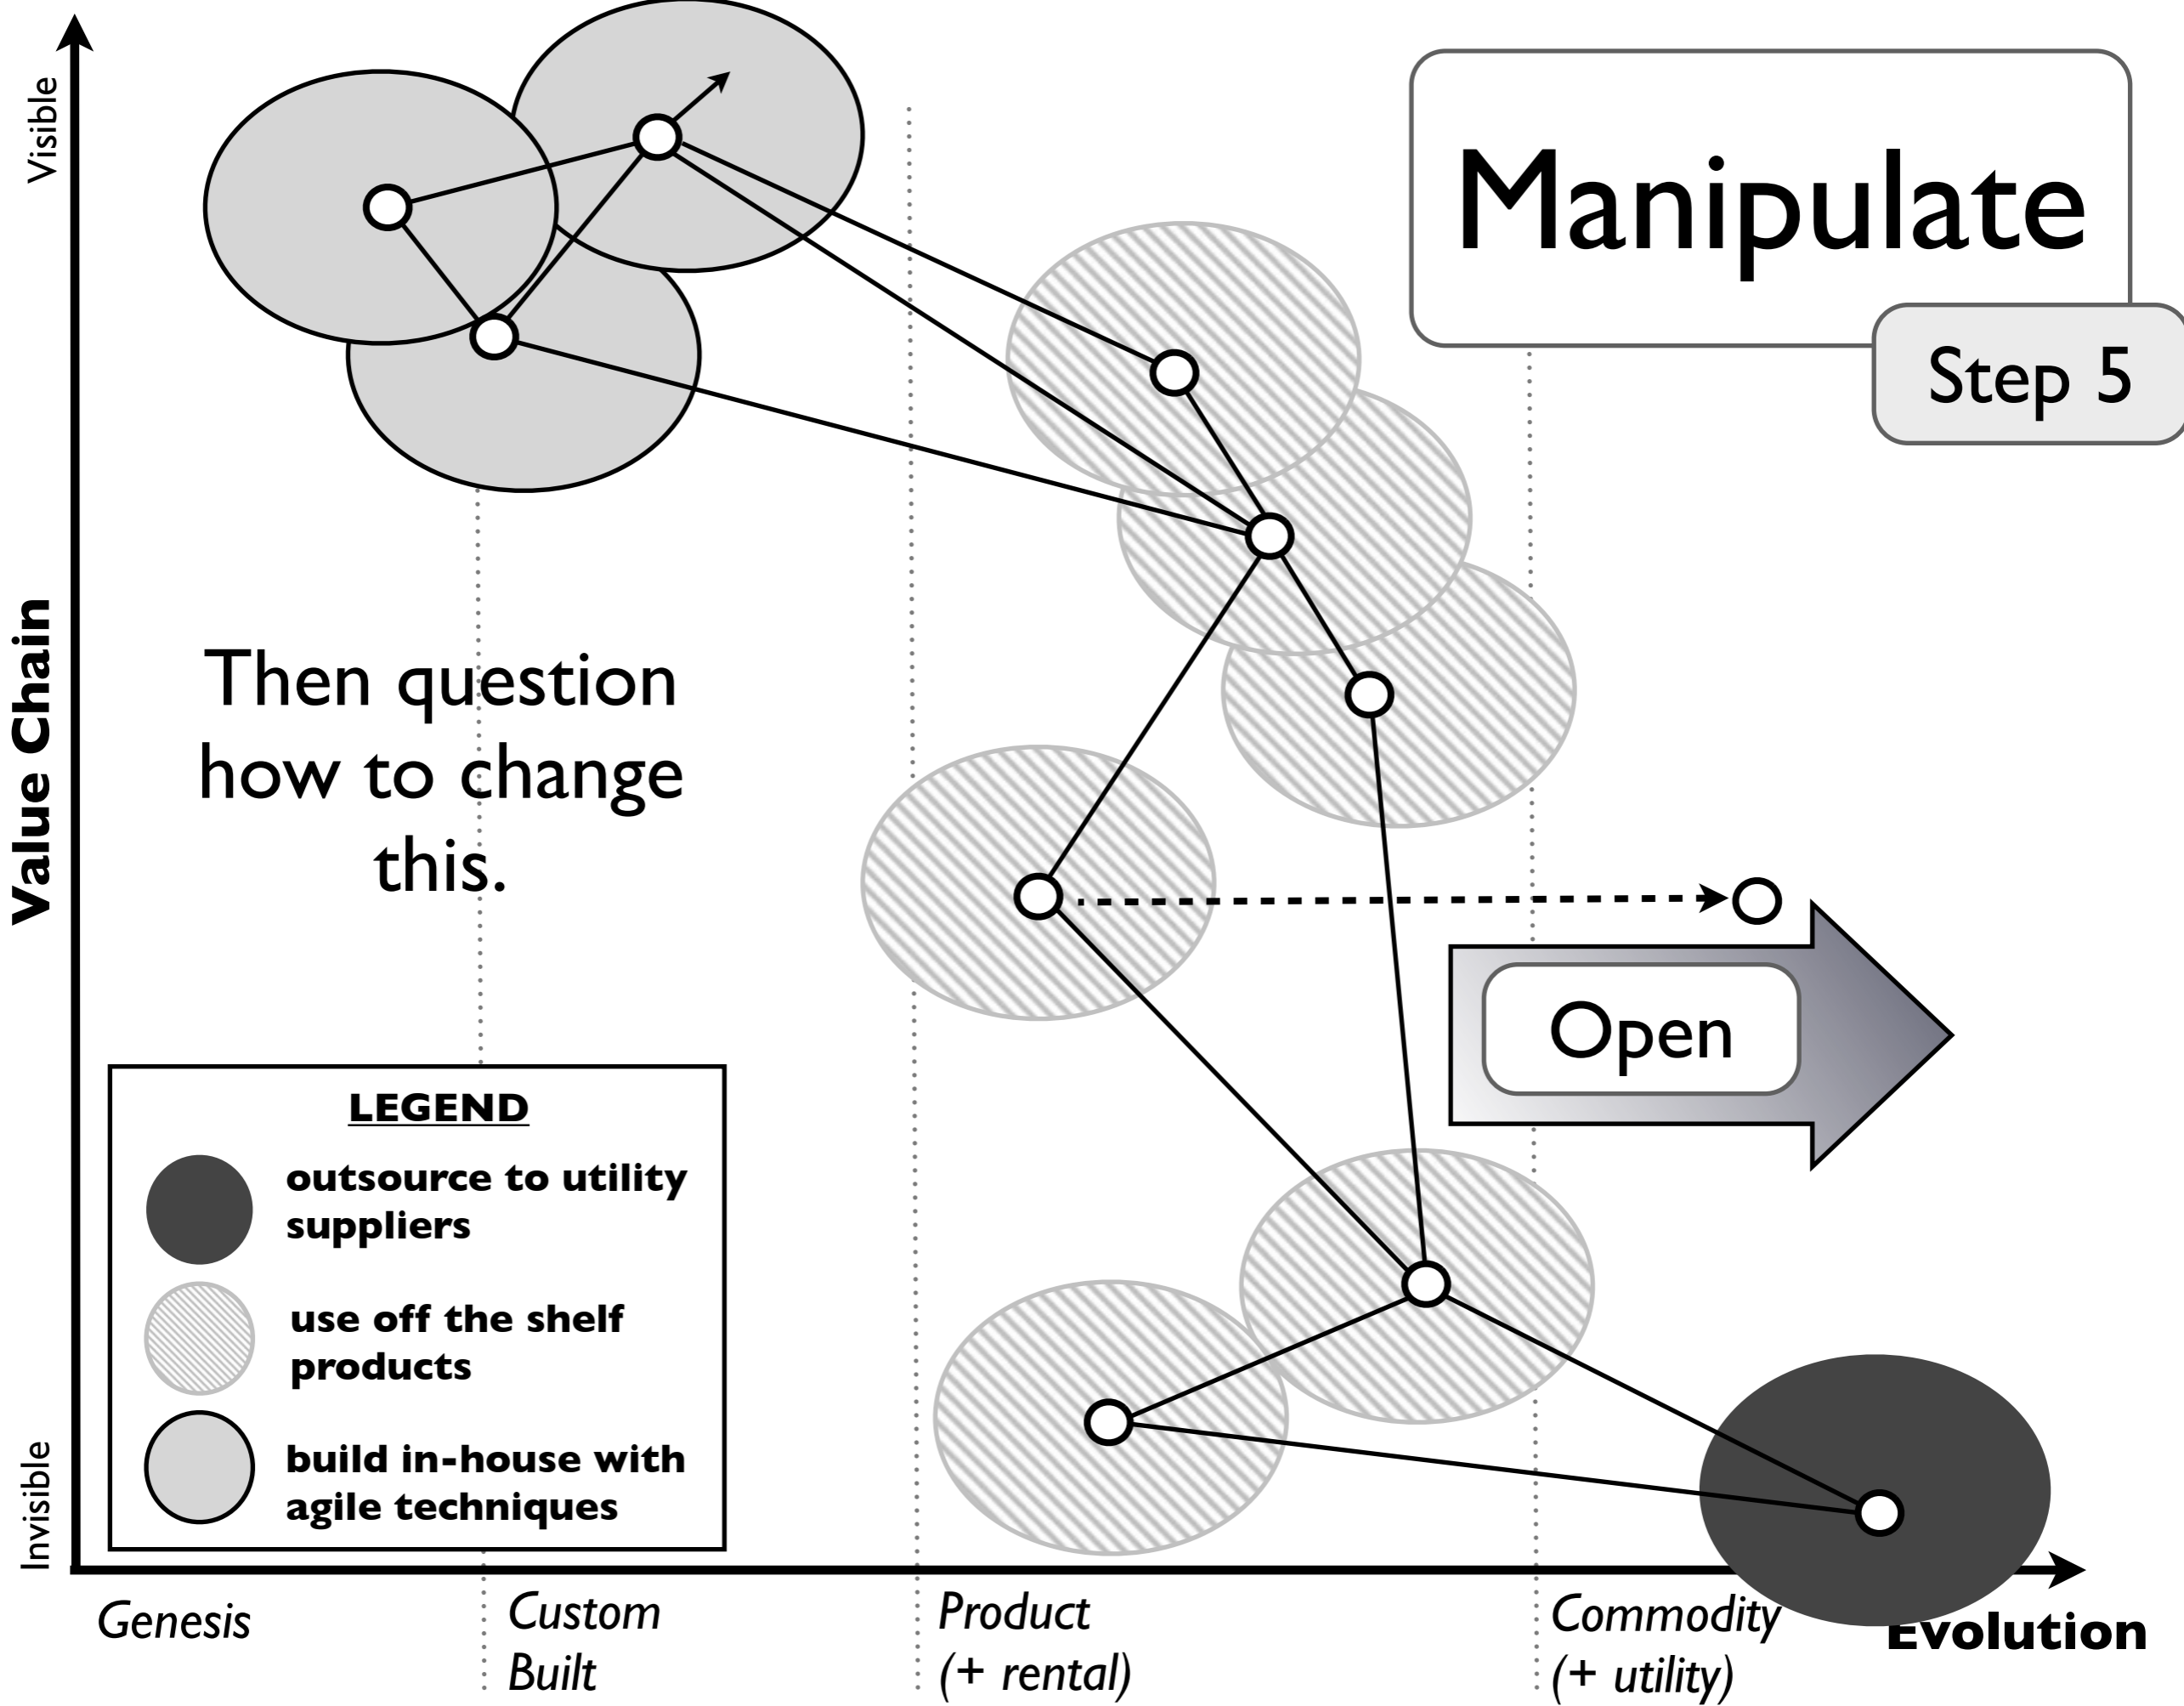 Visible
Manipulate
Step 5
Value Chain
Then question
how to change
this.
Open
LEGEND
outsource to utility
suppliers
use off the shelf
products
build in-house with
agile techniques
Invisible
Genesis
Custom
Built
Product
(+ rental)
Commodity
(+ utility)
Evolution